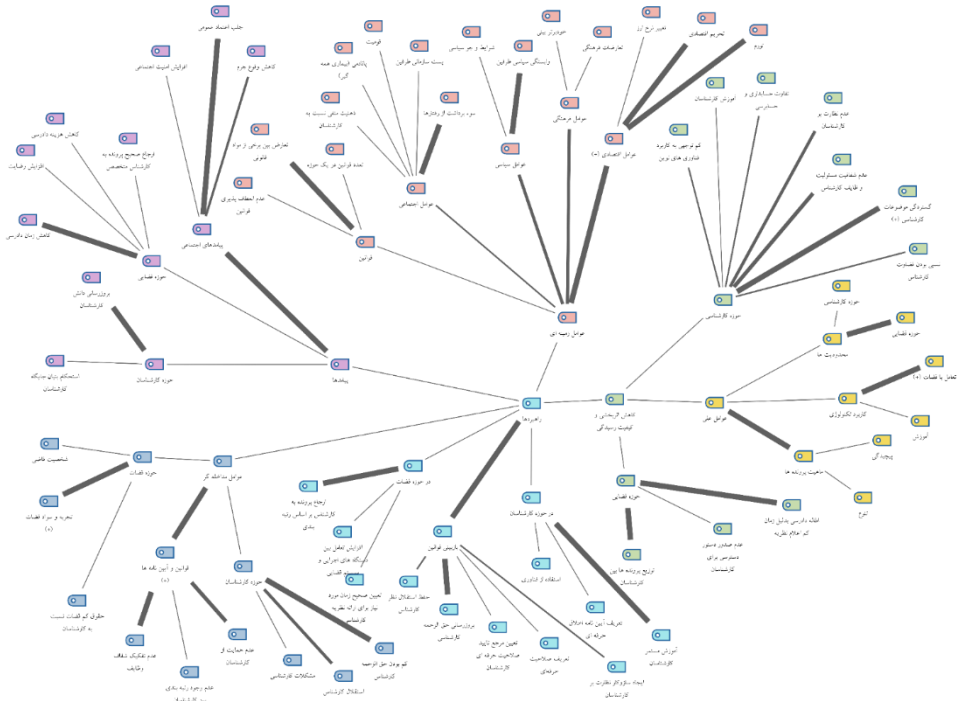 جلب اعتماد عمومی
افزایش امنیت اجتماعی
کاهش وقوع جرم
کاهش هزینه دادرسی
افزایش رضایت
ارجاع صحیح پرونده به
کارشناس متخصص
کاهش زمان دادرسی
حوزه قضایی
پیامدهای اجتماعی
بروزرسانی دانش
کارشناسان
استحکام بنیان جایگاه
کارشناسان
حوزه کارشناسان
پیامدها
قومیت
پاندمی (بیماری همه
گیر)
پست سازمانی طرفین
ذهنیت منفی نسبت به
کارشناسان
سوء برداشت از رفتارها
تعارض بین برخی از مواد
قانونی
تعدد قوانین در یک حوزه
عدم انعطاف پذیری
قوانین
عوامل اجتماعی
قوانین
شرایط و جو سیاسی
وابستگی سیاسی طرفین
عوامل سیاسی
خودبرتر بینی
تعارضات فرهنگی
عوامل فرهنگی
تغییر نرخ ارز
تحریم اقتصادی
تورم
عوامل اقتصادی (*)
عوامل زمینه ای
کم توجهی به کاربرد
فناوری های نوین
آموزش کارشناسان
تفاوت حسابداری و
حسابرسی
عدم نظارت بر
کارشناسان
عدم شفافیت مسئولیت
و وظایف کارشناس
گستردگی موضوعات
کارشناسی (*)
نسبی بودن قضاوت
کارشناس
حوزه کارشناسی
حوزه کارشناسی
حوزه قضایی
محدودیت ها
تعامل با قضات (*)
کاربرد تکنولوژی
آموزش
عوامل علی
کاهش اثربخشی و
کیفیت رسیدگی
راهبردها
ماهیت پرونده ها
پیچیدگی
تنوع
حوزه قضایی
اطاله دادرسی بدلیل زمان
کم اعلام نظریه
عدم صدور دستور
دسترسی برای
کارشناسان
توزیع پرونده ها بین
کارشناسان
شخصیت قاضی
حوزه قضات
عوامل مداخله گر
تجربه و سواد قضات
(*)
حقوق کم قضات نسبت
به کارشناسان
قوانین و آیین نامه ها
(*)
حوزه کارشناسان
عدم تفکیک شفاف
وظایف
عدم وجود رتبه بندی
عدم حمایت از
کارشناسان
مشکلات کارشناسی
استقلال کارشناس
کم بودن حق الزحمه
کارشناس
در حوزه قضات
ارجاع پرونده به
کارشناس بر اساس رتبه
بندی
افزایش تعامل بین
دستگاه های اجرایی و
تعیین صحیح زمان مورد
نیاز برای ارائه نظریه
بازبینی قوانین
حفظ استقلال نظر
کارشناس
بروزرسانی حق الزحمه
کارشناسی
تعیین مرجع تایید
صلاحیت حرفه ای
کارشناسان
تعریف صلاحیت
حرفه‌ای
ایجاد سازوکار نظارت بر
کارشناسان
در حوزه کارشناسان
استفاده از فناوری
تعریف آیین نامه اخلاق
حرفه ای
آموزش مستمر
کارشناسان